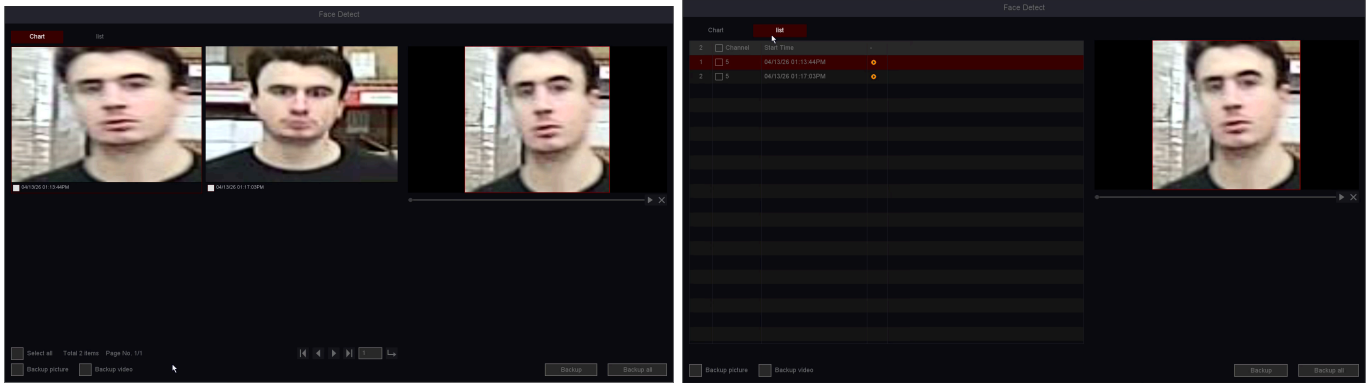 Face Detect
Chart list
04/13/26 01:13:44PM 04/13/26 01:17:03PM
Select all Total 2 items Page No. 1/1 1
Backup picture Backup video Backup Backup all
Face Detect
Chart list
2 Channel Start Time -
1 5 04/13/26 01:13:44PM
2 5 04/13/26 01:17:03PM
Backup picture Backup video Backup Backup all